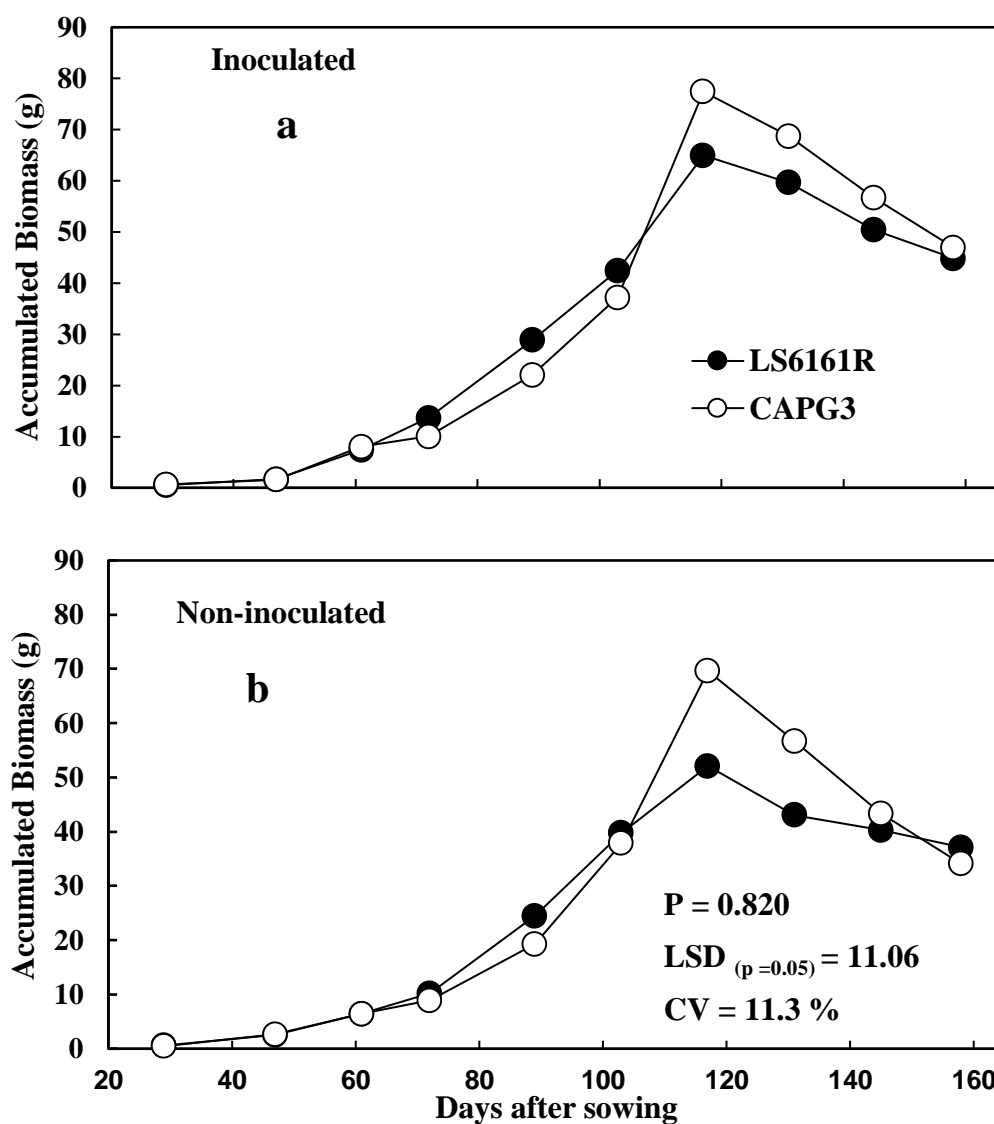 90
80
70
60
50
40
30
20
10
0
Accumulated Biomass (g)
Inoculated
a
LS6161R
CAPG3
90
80
70
60
50
40
30
20
10
0
Accumulated Biomass (g)
Non-inoculated
b
P = 0.820
LSD (p =0.05) = 11.06
CV = 11.3 %
20 40 60 80 100 120 140 160
Days after sowing